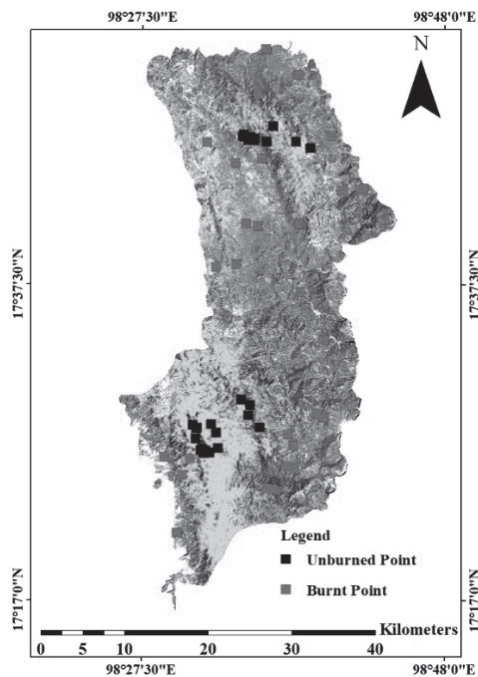 98°27'30"E 98°48'0"E
N
17°37'30"N 17°37'30"N
Legend
Unburned Point
Burnt Point
17°17'0"N 17°17'0"N
Kilometers
0 5 10 20 30 40
98°27'30"E 98°48'0"E